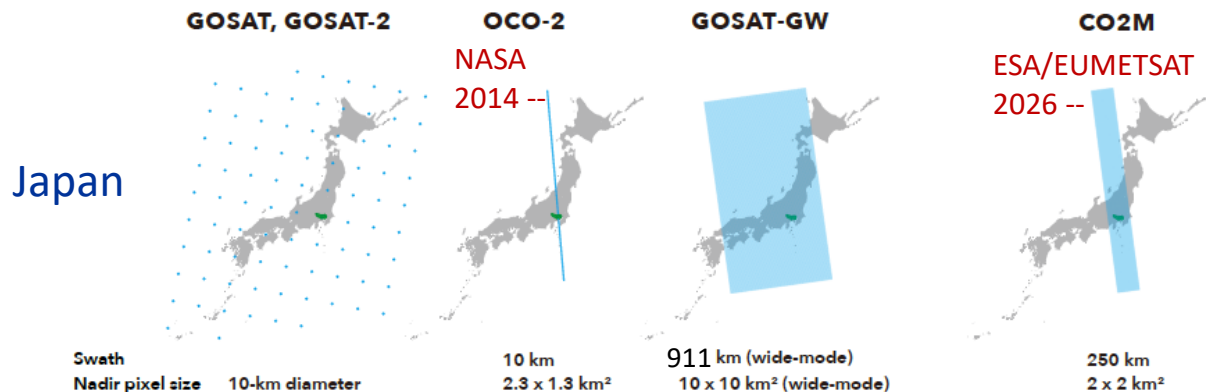 GOSAT, GOSAT-2 OCO-2 GOSAT-GW CO2M
NASA
2014 --
ESA/EUMETSAT
2026 --
Japan
Swath 10 km 911 km (wide-mode) 250 km
Nadir pixel size 10-km diameter 2.3 x 1.3 km² 10 x 10 km² (wide-mode) 2 x 2 km²